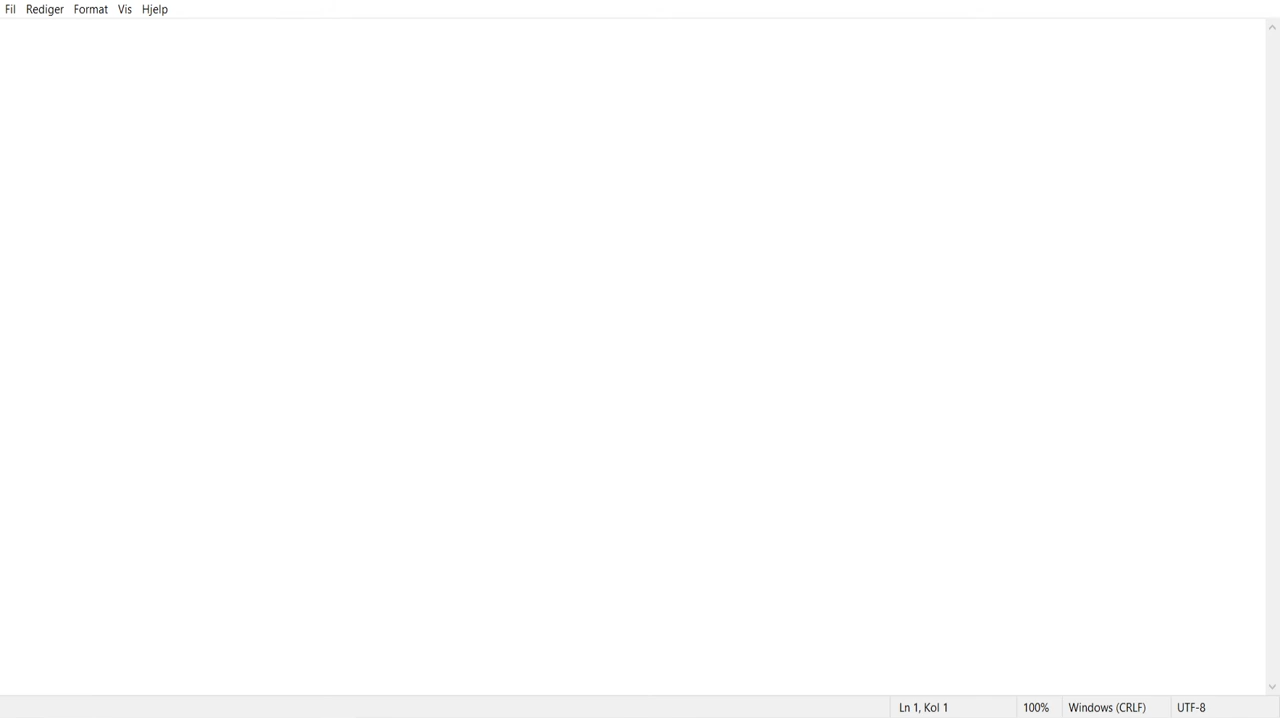 Fil Rediger Format Vis Hjelp
Ln 1, Kol 1 100% Windows (CRLF) UTF-8